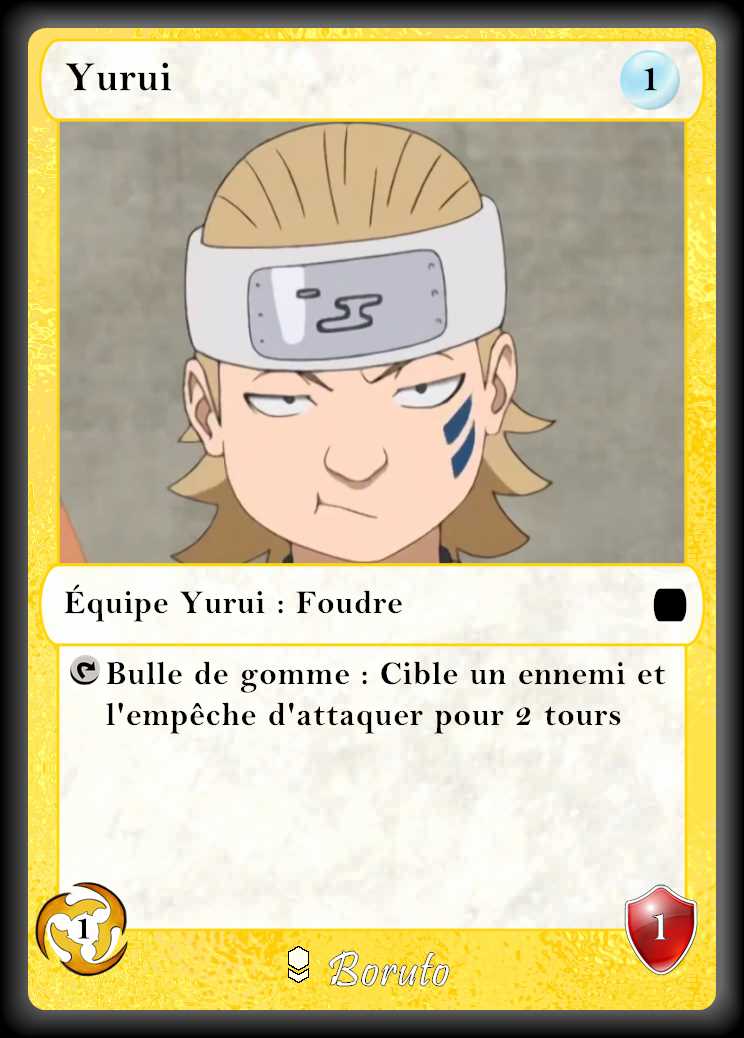 Yurui
1
Équipe Yurui : Foudre
Bulle de gomme : Cible un ennemi et
l'empêche d'attaquer pour 2 tours
1
1
Boruto